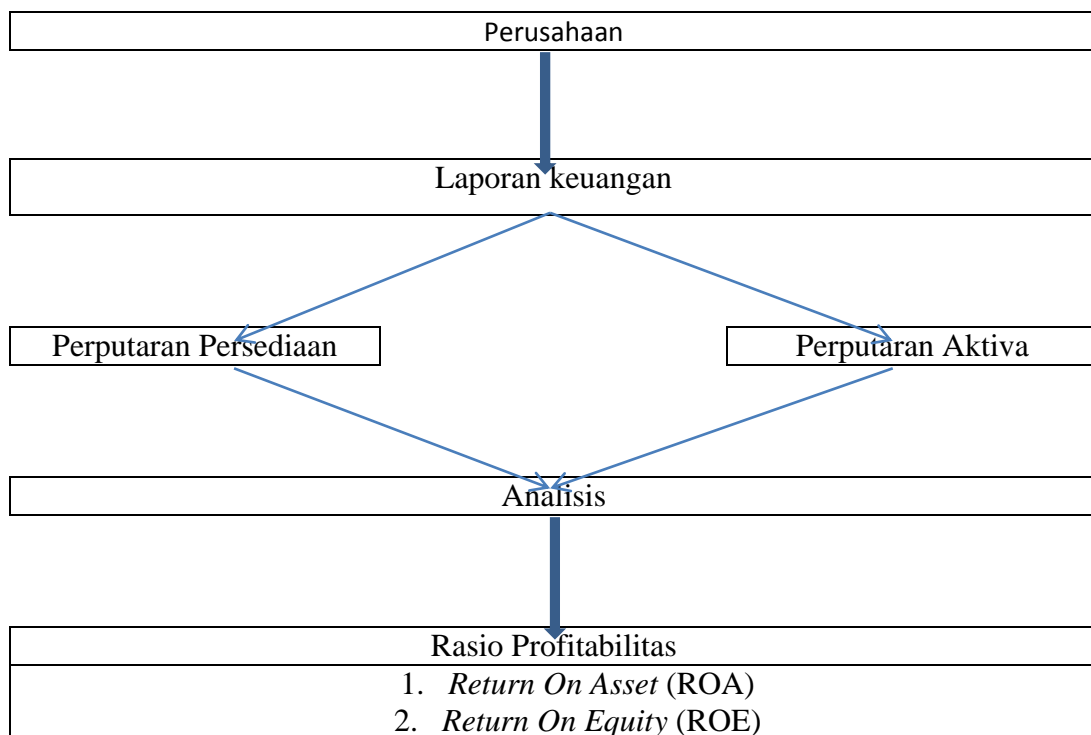 Perusahaan
Laporan keuangan
Perputaran Persediaan
Perputaran Aktiva
Analisis
Rasio Profitabilitas
1. Return On Asset (ROA)
2. Return On Equity (ROE)